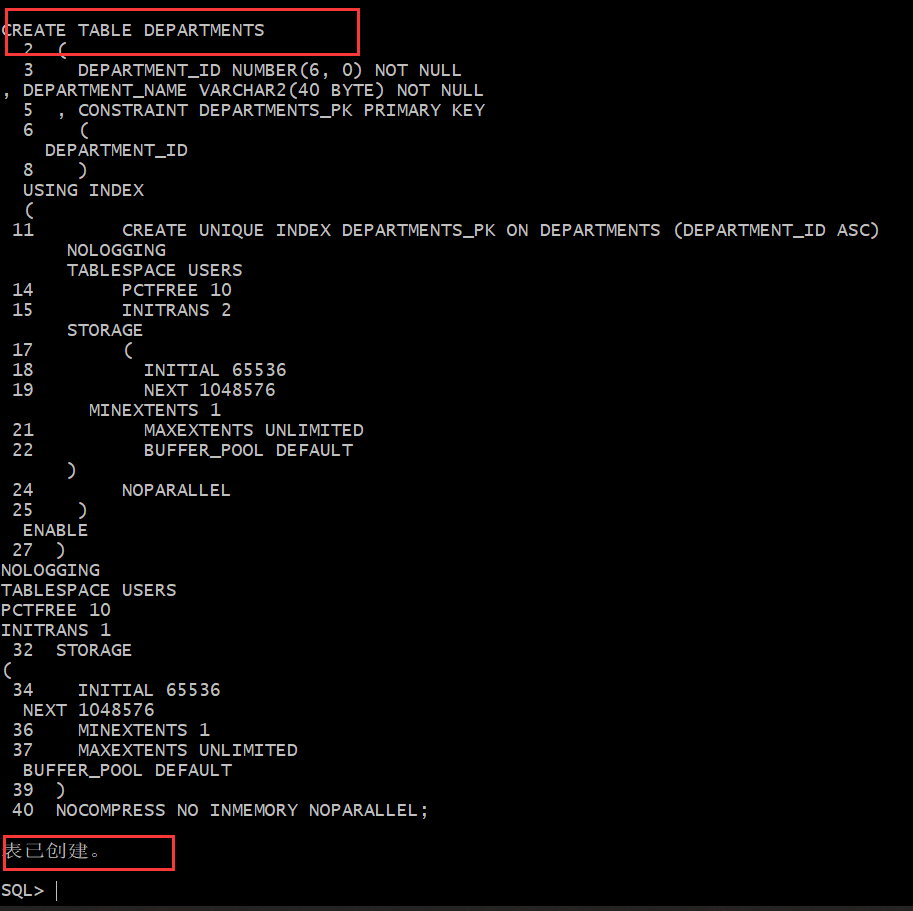 CREATE TABLE DEPARTMENTS
2 (
3 DEPARTMENT_ID NUMBER(6, 0) NOT NULL
, DEPARTMENT_NAME VARCHAR2(40 BYTE) NOT NULL
5 , CONSTRAINT DEPARTMENTS_PK PRIMARY KEY
6 (
DEPARTMENT_ID
8 )
USING INDEX
(
11 CREATE UNIQUE INDEX DEPARTMENTS_PK ON DEPARTMENTS (DEPARTMENT_ID ASC)
NOLOGGING
TABLESPACE USERS
14 PCTFREE 10
15 INITRANS 2
STORAGE
17 (
18 INITIAL 65536
19 NEXT 1048576
MINEXTENTS 1
21 MAXEXTENTS UNLIMITED
22 BUFFER_POOL DEFAULT
)
24 NOPARALLEL
25 )
ENABLE
27 )
NOLOGGING
TABLESPACE USERS
PCTFREE 10
INITRANS 1
32 STORAGE
(
34 INITIAL 65536
NEXT 1048576
36 MINEXTENTS 1
37 MAXEXTENTS UNLIMITED
BUFFER_POOL DEFAULT
39 )
40 NOCOMPRESS NO INMEMORY NOPARALLEL;
表已创建。
SQL>